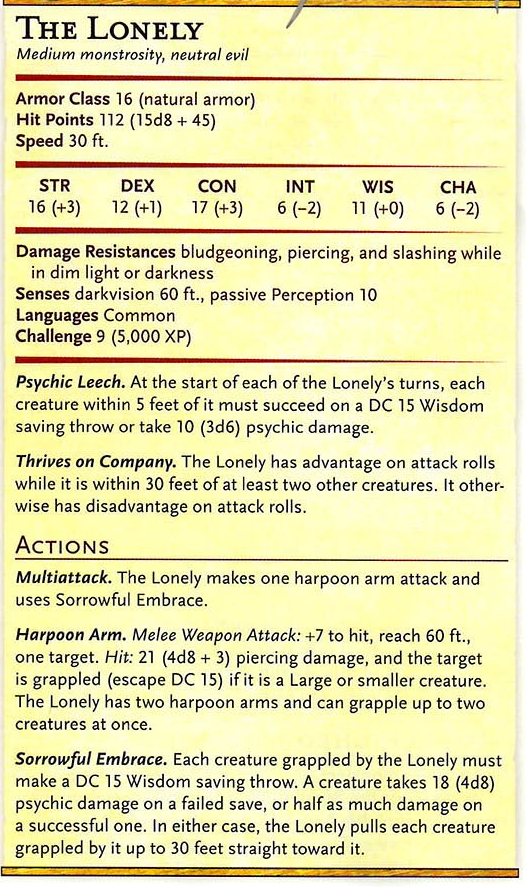 THE LONELY
Medium monstrosity, neutral evil
Armor Class 16 (natural armor)
Hit Points 112 (15d8 + 45)
Speed 30 ft.
STR DEX CON INT WIS CHA
16 (+3) 12 (+1) 17 (+3) 6 (–2) 11 (+0) 6 (–2)
Damage Resistances bludgeoning, piercing, and slashing while
in dim light or darkness
Senses darkvision 60 ft., passive Perception 10
Languages Common
Challenge 9 (5,000 XP)
Psychic Leech. At the start of each of the Lonely's turns, each
creature within 5 feet of it must succeed on a DC 15 Wisdom
saving throw or take 10 (3d6) psychic damage.
Thrives on Company. The Lonely has advantage on attack rolls
while it is within 30 feet of at least two other creatures. It other-
wise has disadvantage on attack rolls.
ACTIONS
Multiattack. The Lonely makes one harpoon arm attack and
uses Sorrowful Embrace.
Harpoon Arm. Melee Weapon Attack: +7 to hit, reach 60 ft.,
one target. Hit: 21 (4d8 + 3) piercing damage, and the target
is grappled (escape DC 15) if it is a Large or smaller creature.
The Lonely has two harpoon arms and can grapple up to two
creatures at once.
Sorrowful Embrace. Each creature grappled by the Lonely must
make a DC 15 Wisdom saving throw. A creature takes 18 (4d8)
psychic damage on a failed save, or half as much damage on
a successful one. In either case, the Lonely pulls each creature
grappled by it up to 30 feet straight toward it.